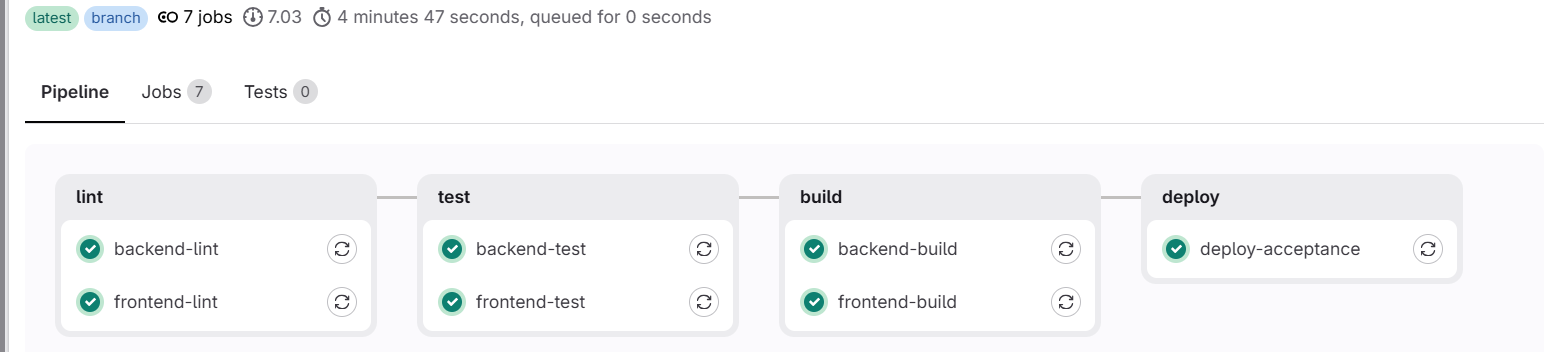 latest branch 7 jobs 7.03 4 minutes 47 seconds, queued for 0 seconds
Pipeline Jobs 7 Tests 0
lint test build deploy
backend-lint backend-test backend-build deploy-acceptance
frontend-lint frontend-test frontend-build